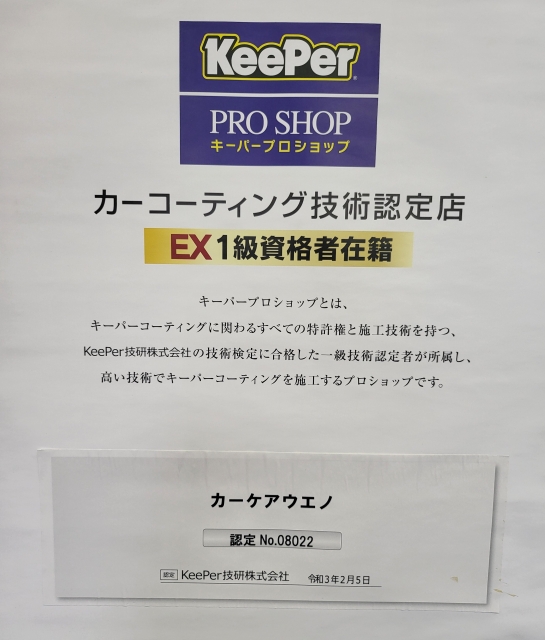 KeePer
PRO SHOP
キーパープロショップ
カーコーティング技術認定店
EX1級資格者在籍
キーパープロショップとは、
キーパーコーティングに関わるすべての特許権と施工技術を持つ、
KeePer技研株式会社の技術検定に合格した一級技術認定者が所属し、
高い技術でキーパーコーティングを施工するプロショップです。
カーケアウエノ
認定 No.08022
認定 KeePer技研株式会社 令和3年2月5日